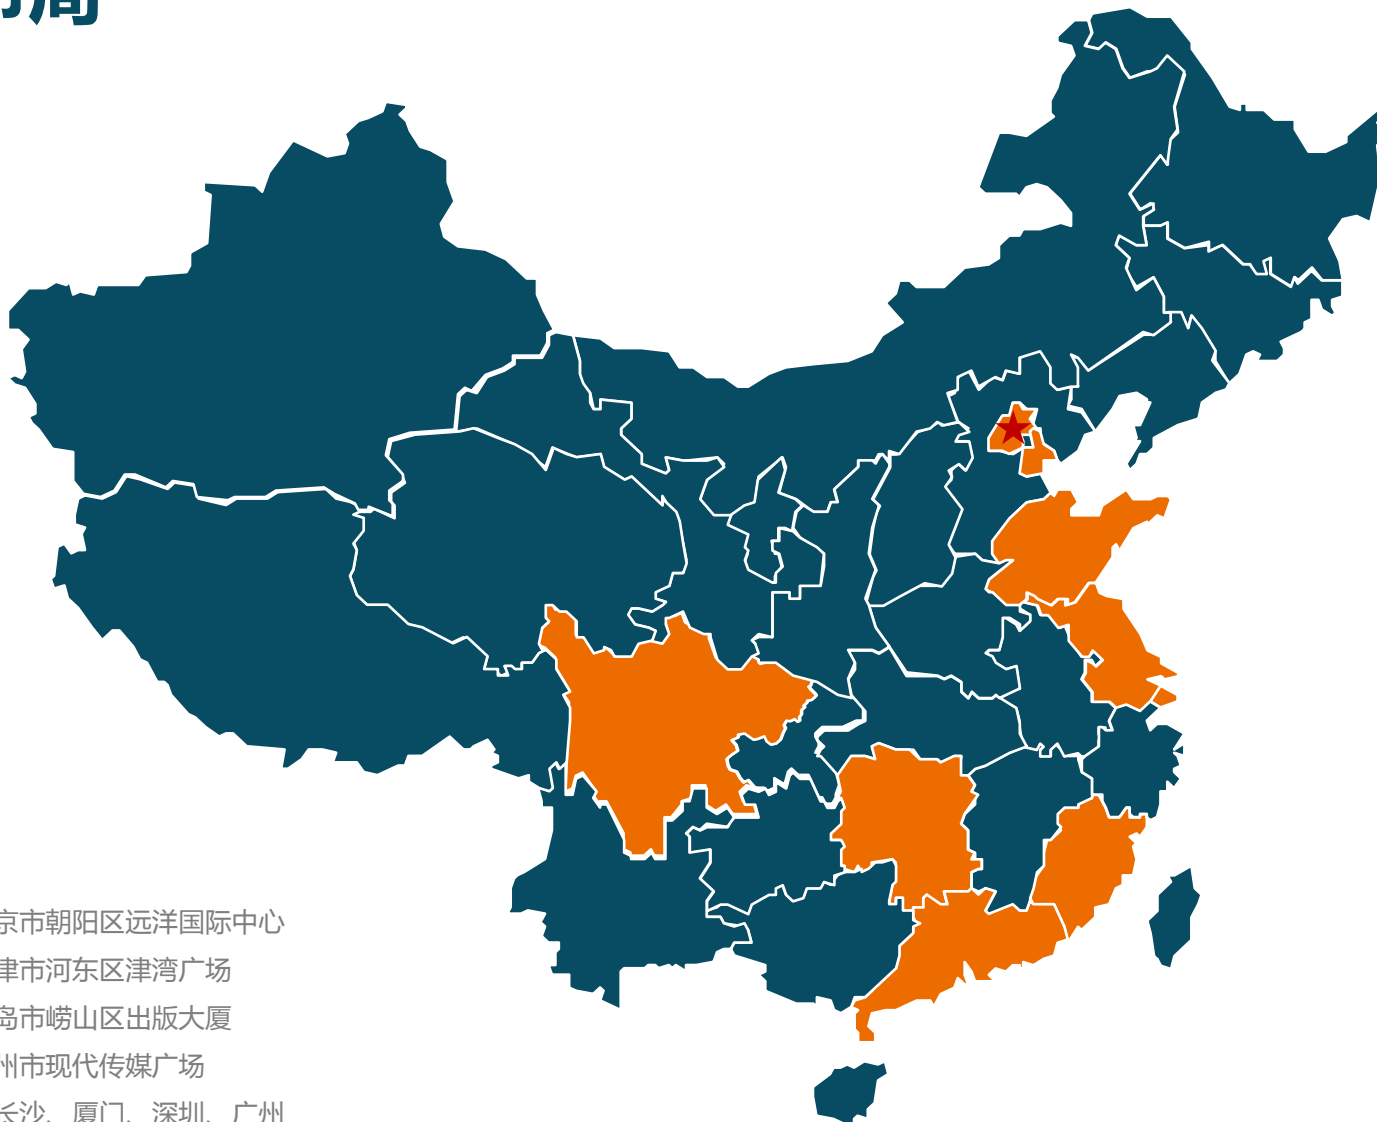 局
京市朝阳区远洋国际中心
津市河东区津湾广场
岛市崂山区出版大厦
州市现代传媒广场
长沙、厦门、深圳、广州